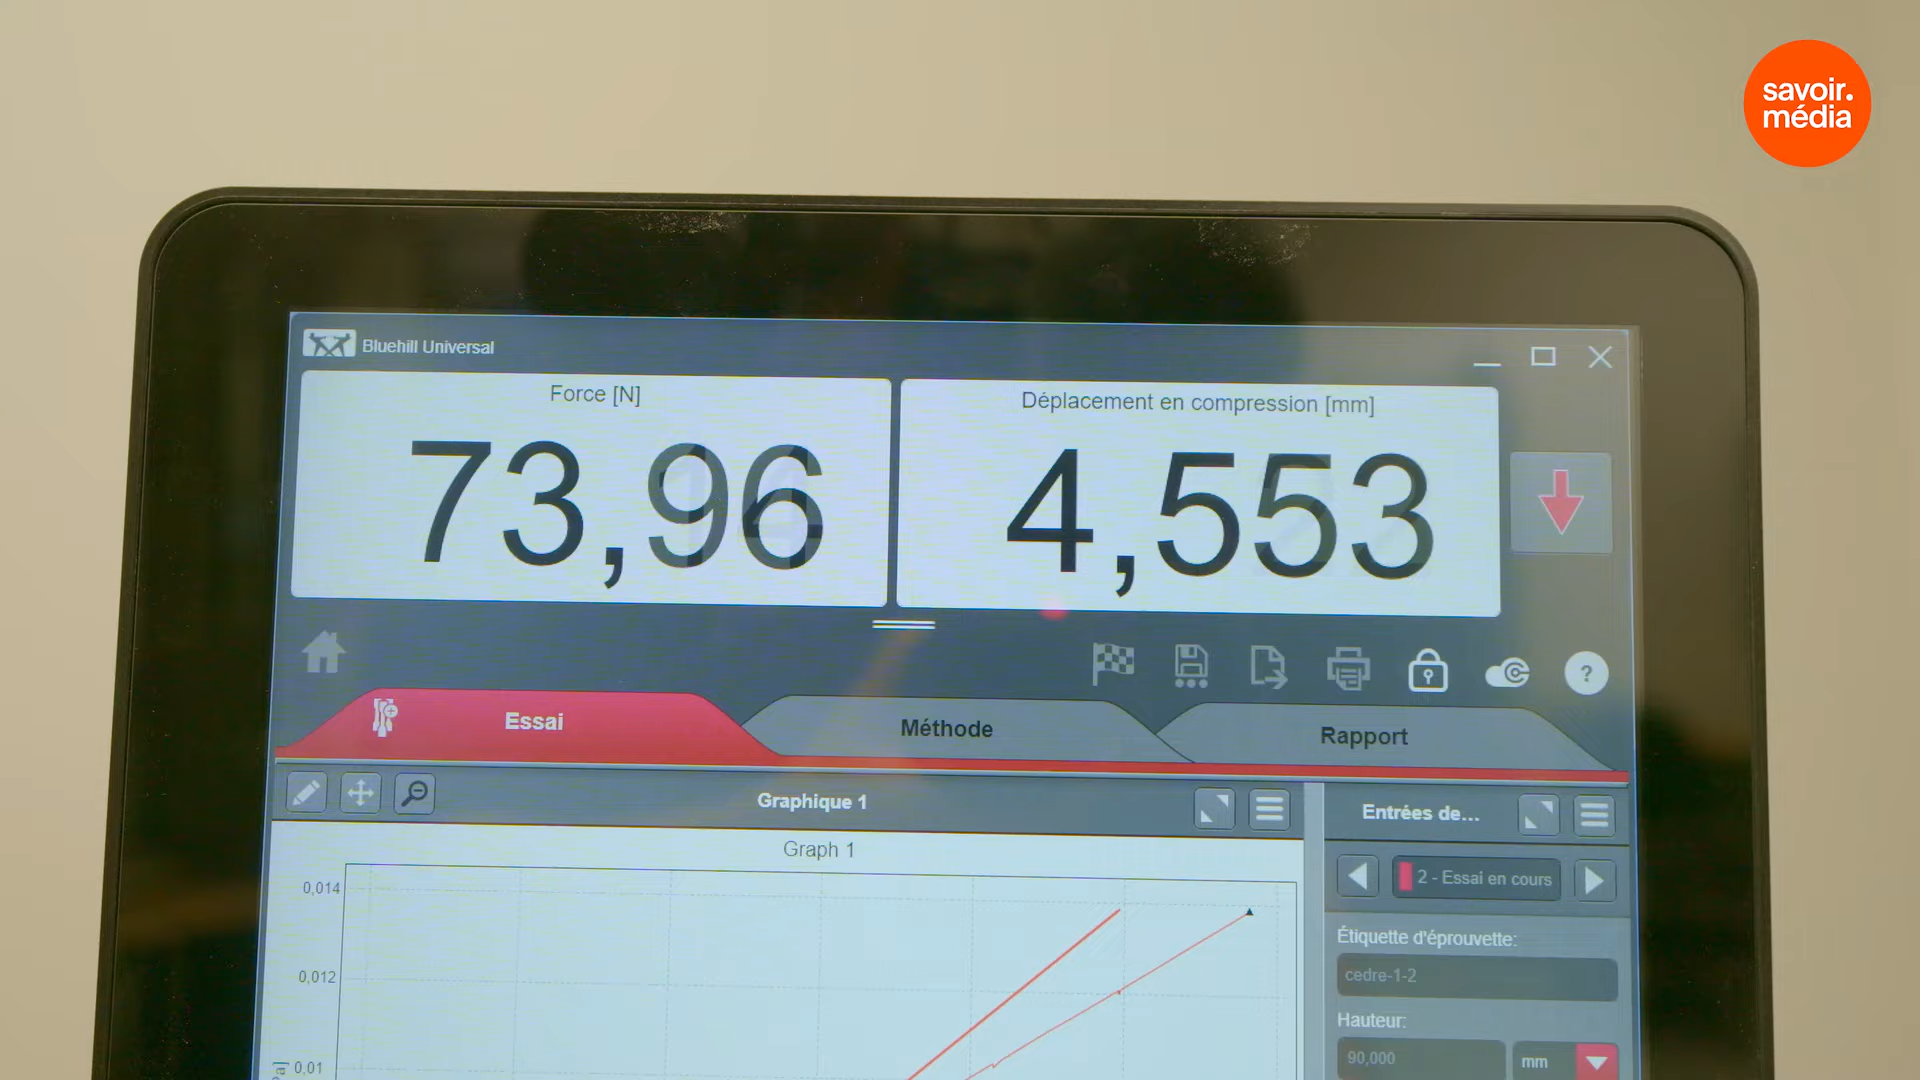 savoir.
média
Bluehill Universal
Force [N]
73,96
Déplacement en compression [mm]
4,553
?
Essai
Méthode
Rapport
Graphique 1
Entrées de...
Graph 1
2 - Essai en cours
0,014
0,012
0,01
Étiquette d'éprouvette:
cedre-1-2
Hauteur:
90,000
mm